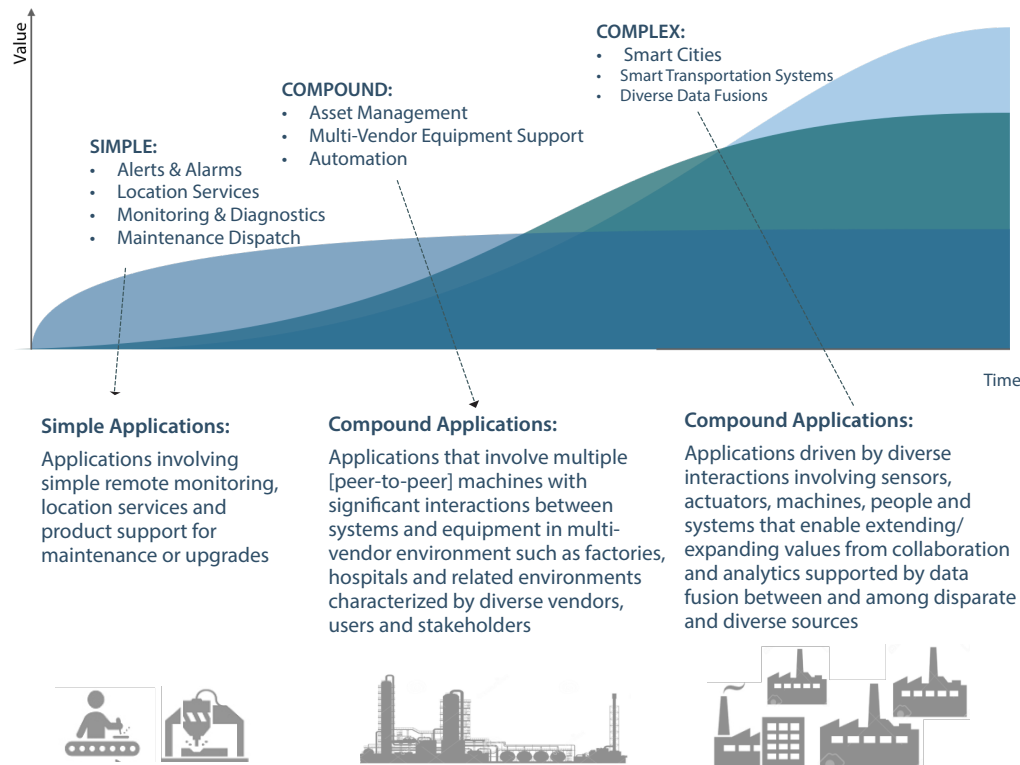 Value
SIMPLE:
• Alerts & Alarms
• Location Services
• Monitoring & Diagnostics
• Maintenance Dispatch
COMPOUND:
• Asset Management
• Multi-Vendor Equipment Support
• Automation
COMPLEX:
• Smart Cities
• Smart Transportation Systems
• Diverse Data Fusions
Time
Simple Applications:
Applications involving
simple remote monitoring,
location services and
product support for
maintenance or upgrades
Compound Applications:
Applications that involve multiple
[peer-to-peer] machines with
significant interactions between
systems and equipment in multi-
vendor environment such as factories,
hospitals and related environments
characterized by diverse vendors,
users and stakeholders
Compound Applications:
Applications driven by diverse
interactions involving sensors,
actuators, machines, people and
systems that enable extending/
expanding values from collaboration
and analytics supported by data
fusion between and among disparate
and diverse sources